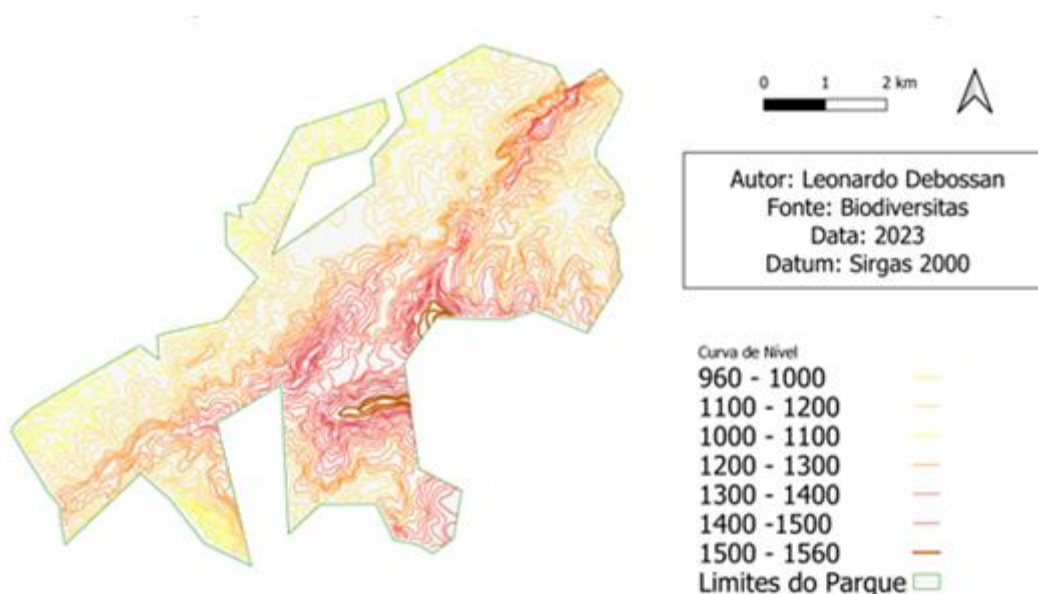 0 1 2 km
Autor: Leonardo Debossan
Fonte: Biodiversitas
Data: 2023
Datum: Sirgas 2000
Curva de Nível
960 - 1000
1100 - 1200
1000 - 1100
1200 - 1300
1300 - 1400
1400 -1500
1500 - 1560
Limites do Parque